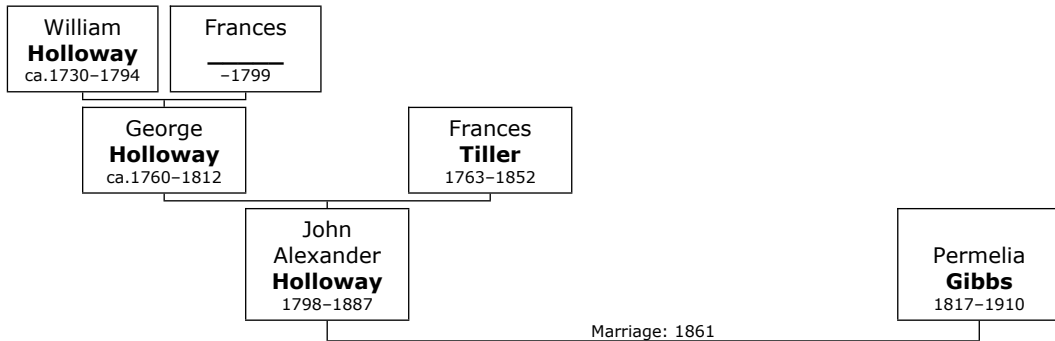 William
Holloway
ca.1730–1794
Frances
–1799
George
Holloway
ca.1760–1812
Frances
Tiller
1763–1852
John
Alexander
Holloway
1798–1887
Permelia
Gibbs
1817–1910
Marriage: 1861